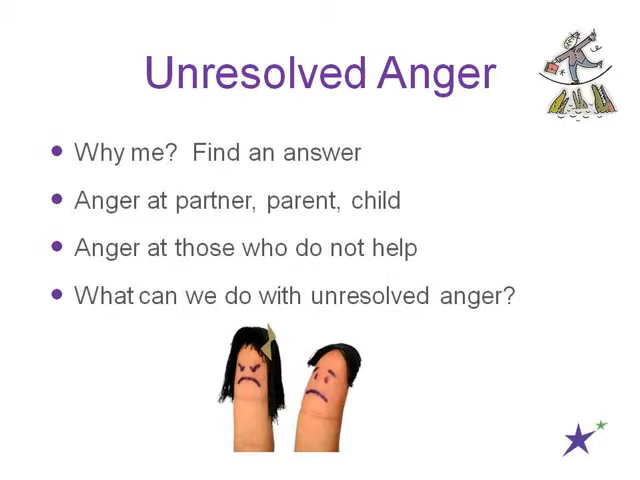 Unresolved Anger
Why me? Find an answer
Anger at partner, parent, child
Anger at those who do not help
What can we do with unresolved anger?